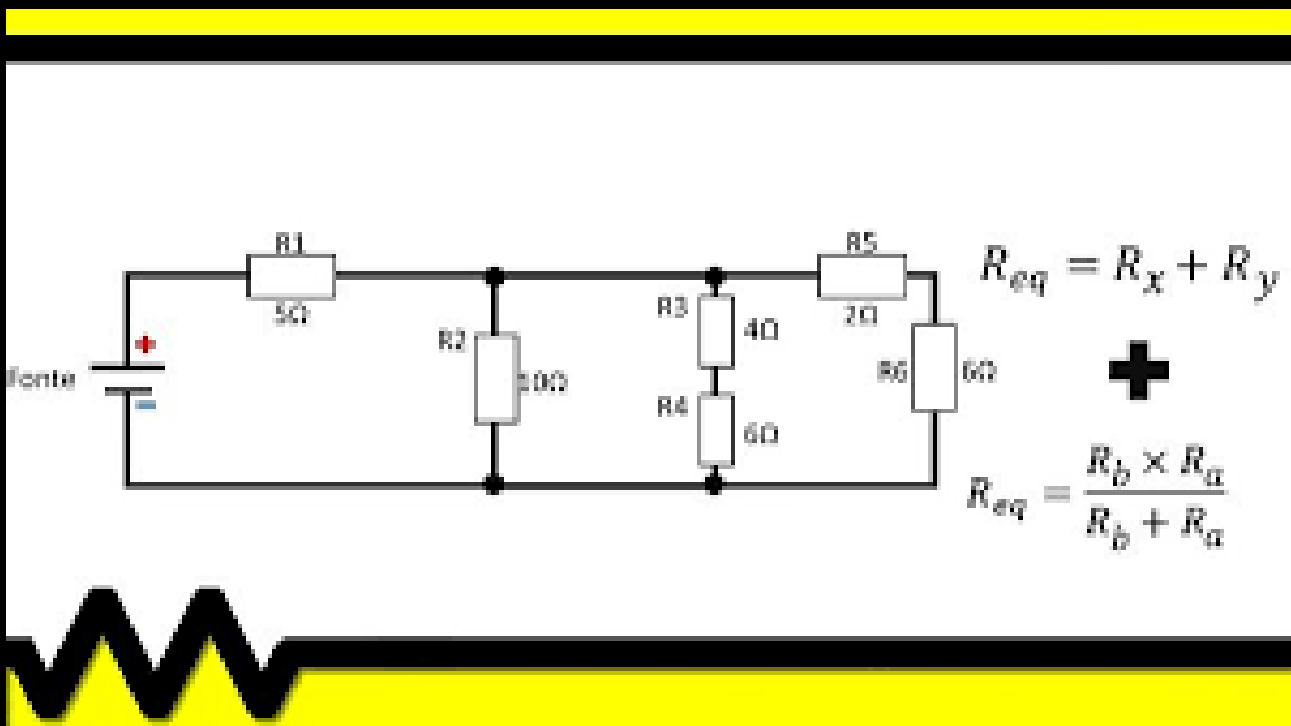 R1
5Ω
R5
2Ω
R3
4Ω
R2
10Ω
R6
6Ω
R4
6Ω
Fonte
+
−
R_eq = R_x + R_y
+
R_eq = (R_b × R_a) / (R_b + R_a)